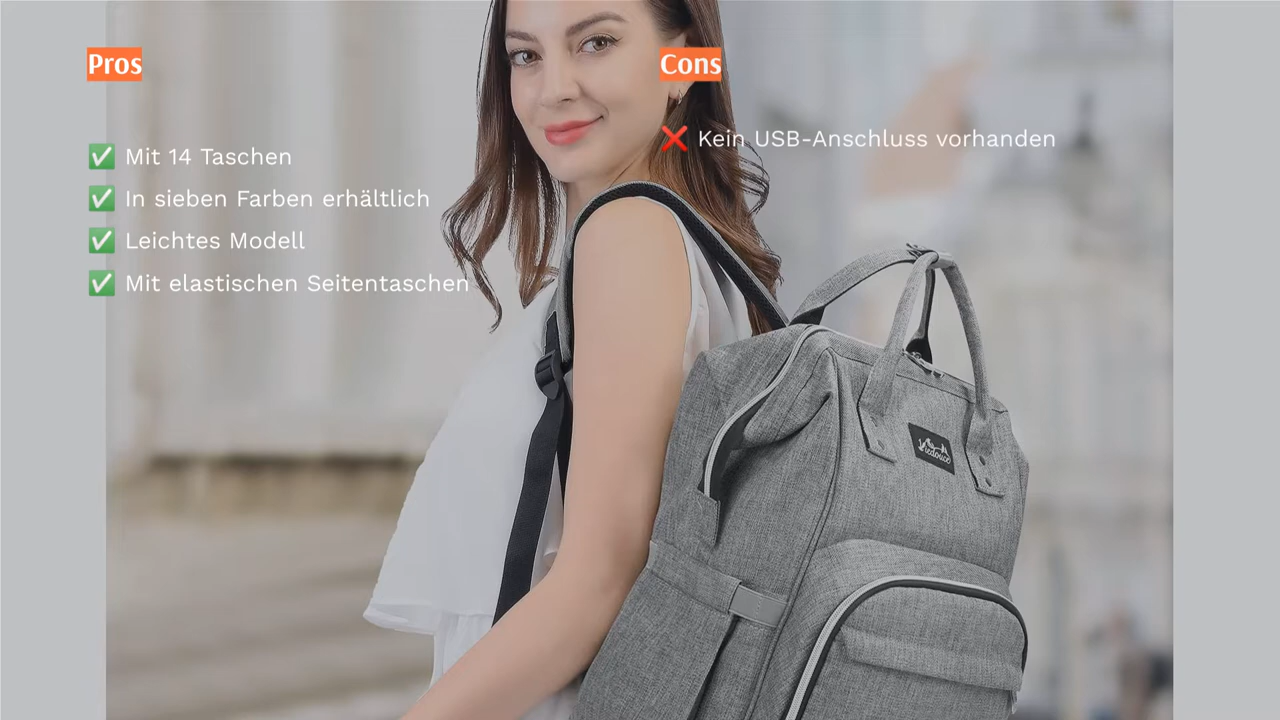 Pros
✅ Mit 14 Taschen
✅ In sieben Farben erhältlich
✅ Leichtes Modell
✅ Mit elastischen Seitentaschen
Cons
❌ Kein USB-Anschluss vorhanden